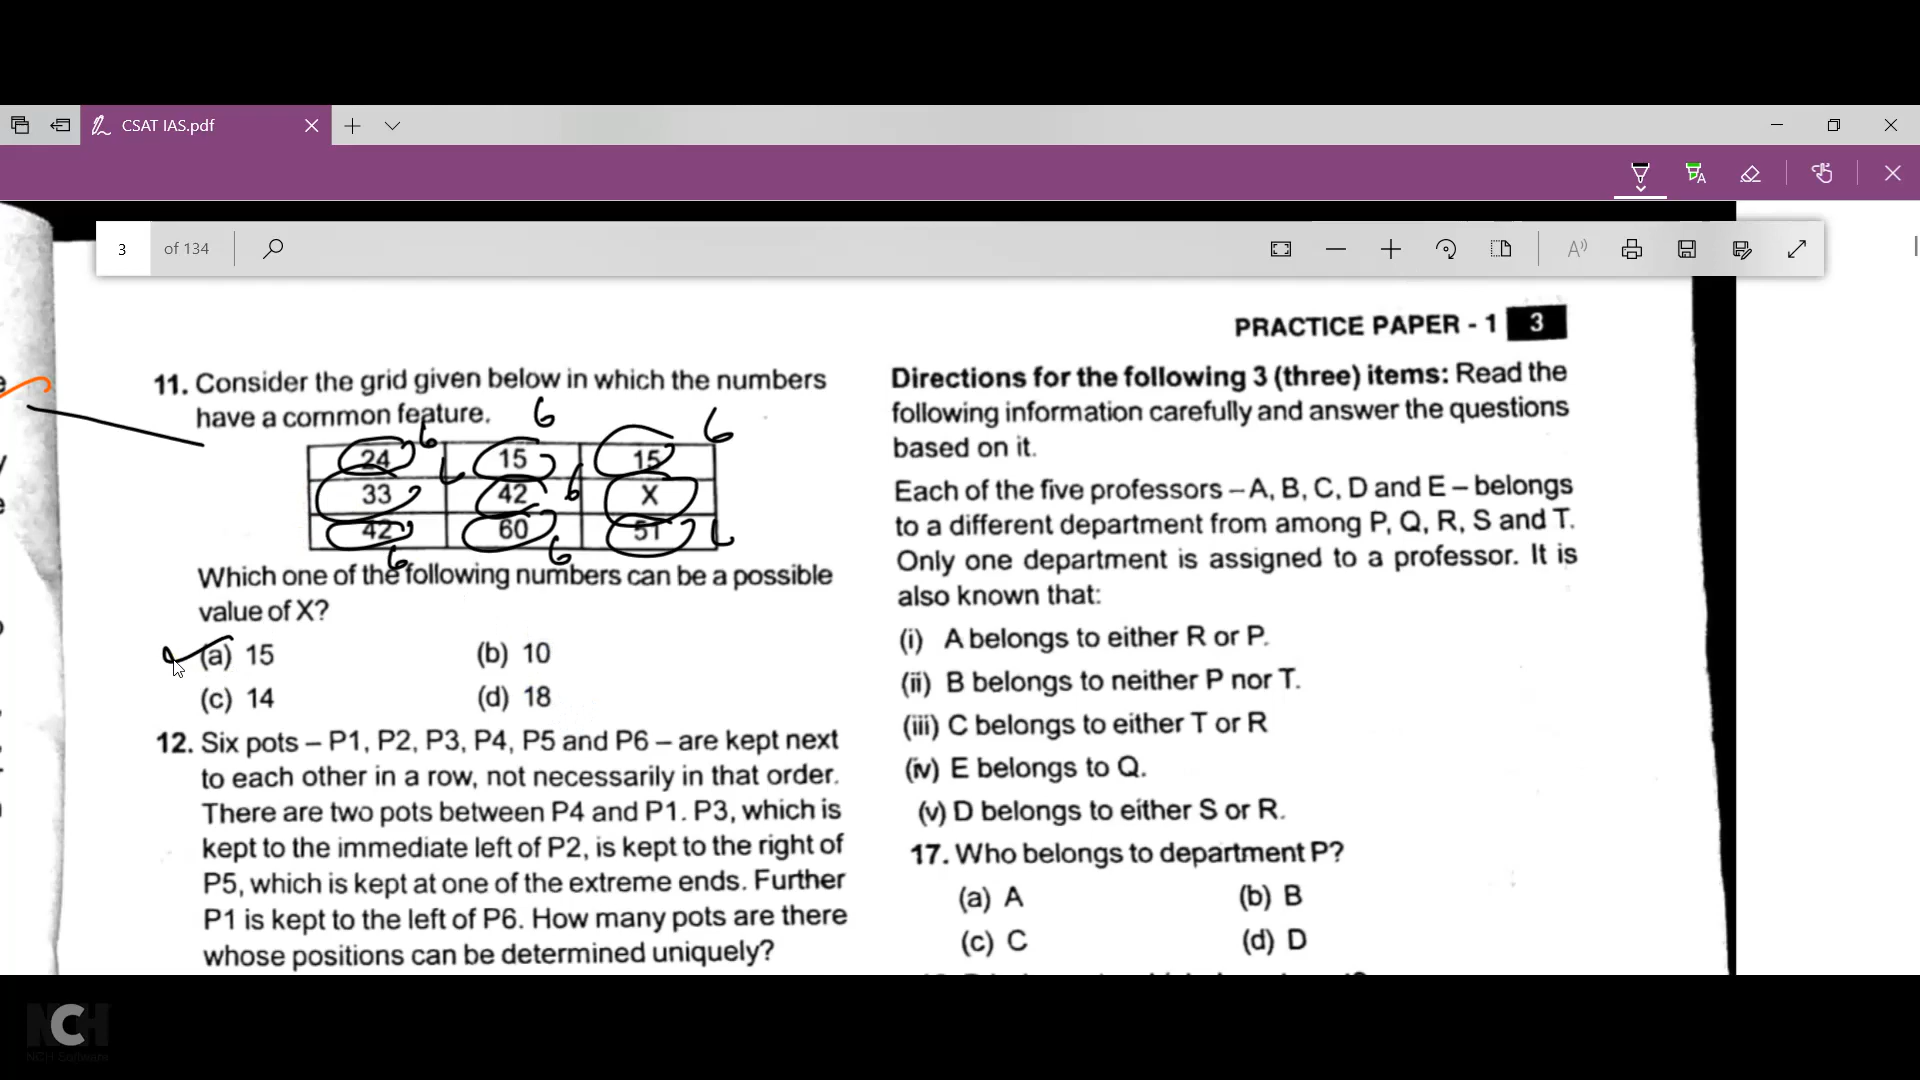 CSAT IAS.pdf
3 of 134
PRACTICE PAPER - 1 3
11. Consider the grid given below in which the numbers
have a common feature.
6 6
6
24 15 15
33 42 6 X
42 60 51
6 6
Which one of the following numbers can be a possible
value of X?
(a) 15 (b) 10
(c) 14 (d) 18
12. Six pots – P1, P2, P3, P4, P5 and P6 – are kept next
to each other in a row, not necessarily in that order.
There are two pots between P4 and P1. P3, which is
kept to the immediate left of P2, is kept to the right of
P5, which is kept at one of the extreme ends. Further
P1 is kept to the left of P6. How many pots are there
whose positions can be determined uniquely?
Directions for the following 3 (three) items: Read the
following information carefully and answer the questions
based on it.
Each of the five professors – A, B, C, D and E – belongs
to a different department from among P, Q, R, S and T.
Only one department is assigned to a professor. It is
also known that:
(i) A belongs to either R or P.
(ii) B belongs to neither P nor T.
(iii) C belongs to either T or R
(iv) E belongs to Q.
(v) D belongs to either S or R.
17. Who belongs to department P?
(a) A (b) B
(c) C (d) D
NCH
NCH Software